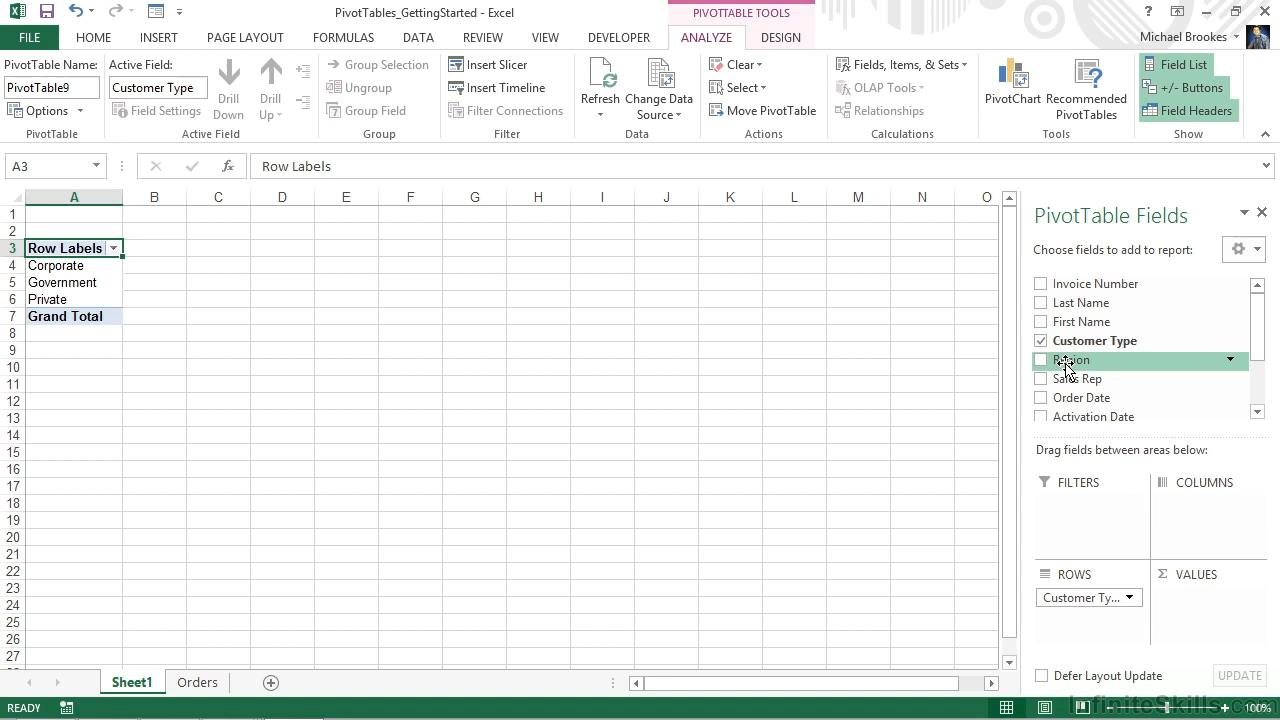 PivotTables_GettingStarted - Excel
PIVOTTABLE TOOLS
?
FILE HOME INSERT PAGE LAYOUT FORMULAS DATA REVIEW VIEW DEVELOPER ANALYZE DESIGN Michael Brookes
PivotTable Name:
PivotTable9
Options
PivotTable
Active Field:
Customer Type
Field Settings
Drill Down
Drill Up
Active Field
Group Selection
Ungroup
Group Field
Group
Insert Slicer
Insert Timeline
Filter Connections
Filter
Refresh
Change Data Source
Data
Clear
Select
Move PivotTable
Actions
Fields, Items, & Sets
OLAP Tools
Relationships
Calculations
PivotChart
Recommended PivotTables
Tools
Field List
+/- Buttons
Field Headers
Show
A3
fx
Row Labels
A B C D E F G H I J K L M N O
1
2
3 Row Labels
4 Corporate
5 Government
6 Private
7 Grand Total
8
9
10
11
12
13
14
15
16
17
18
19
20
21
22
23
24
25
26
27
PivotTable Fields
Choose fields to add to report:
Invoice Number
Last Name
First Name
Customer Type
Region
Sales Rep
Order Date
Activation Date
Drag fields between areas below:
FILTERS
COLUMNS
ROWS
Customer Ty...
Σ VALUES
Defer Layout Update
UPDATE
Sheet1 Orders
READY
100%
InfiniteSkills.com